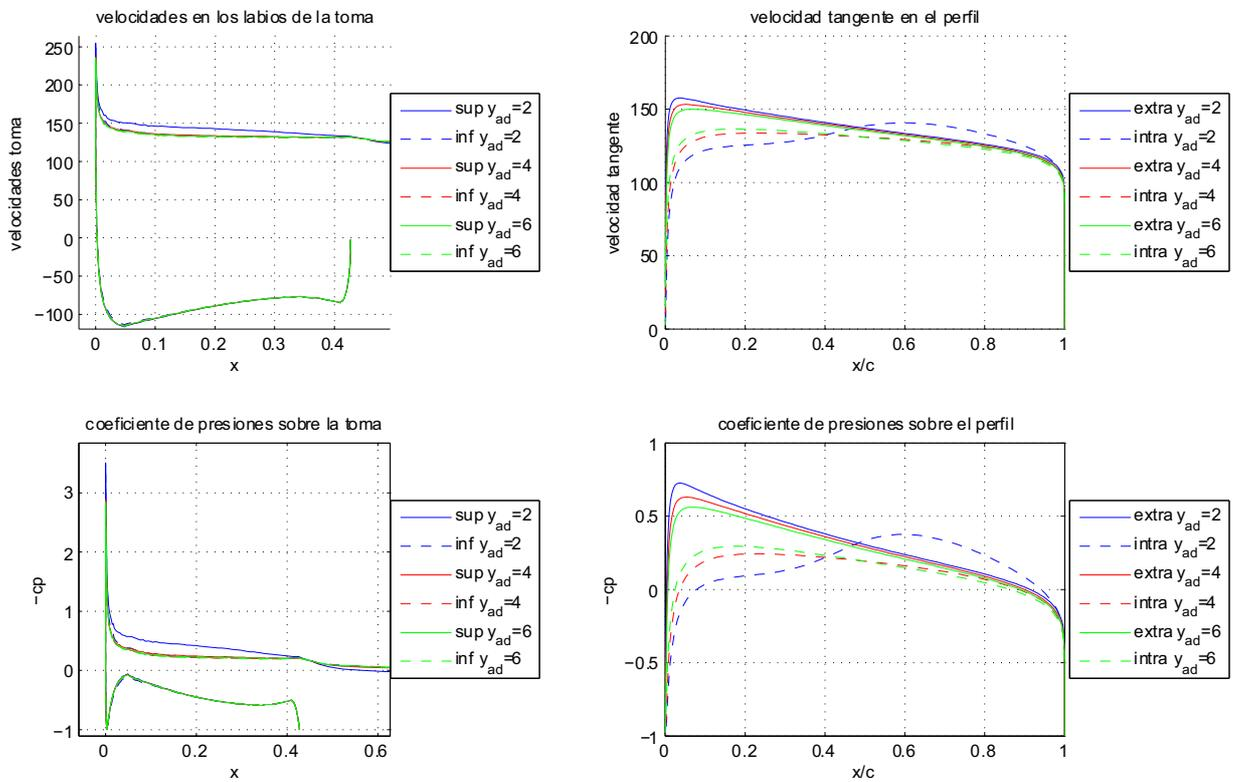 velocidades en los labios de la toma
velocidades toma
250
200
150
100
50
0
−50
−100
0 0.1 0.2 0.3 0.4
x
sup y_ad=2
inf y_ad=2
sup y_ad=4
inf y_ad=4
sup y_ad=6
inf y_ad=6
velocidad tangente en el perfil
velocidad tangente
200
150
100
50
0
0 0.2 0.4 0.6 0.8 1
x/c
extra y_ad=2
intra y_ad=2
extra y_ad=4
intra y_ad=4
extra y_ad=6
intra y_ad=6
coeficiente de presiones sobre la toma
−cp
3
2
1
0
−1
0 0.2 0.4 0.6
x
sup y_ad=2
inf y_ad=2
sup y_ad=4
inf y_ad=4
sup y_ad=6
inf y_ad=6
coeficiente de presiones sobre el perfil
−cp
1
0.5
0
−0.5
−1
0 0.2 0.4 0.6 0.8 1
x/c
extra y_ad=2
intra y_ad=2
extra y_ad=4
intra y_ad=4
extra y_ad=6
intra y_ad=6